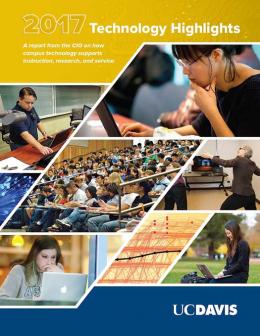 2017 Technology Highlights
A report from the CIO on how
campus technology supports
instruction, research, and service
UCDAVIS